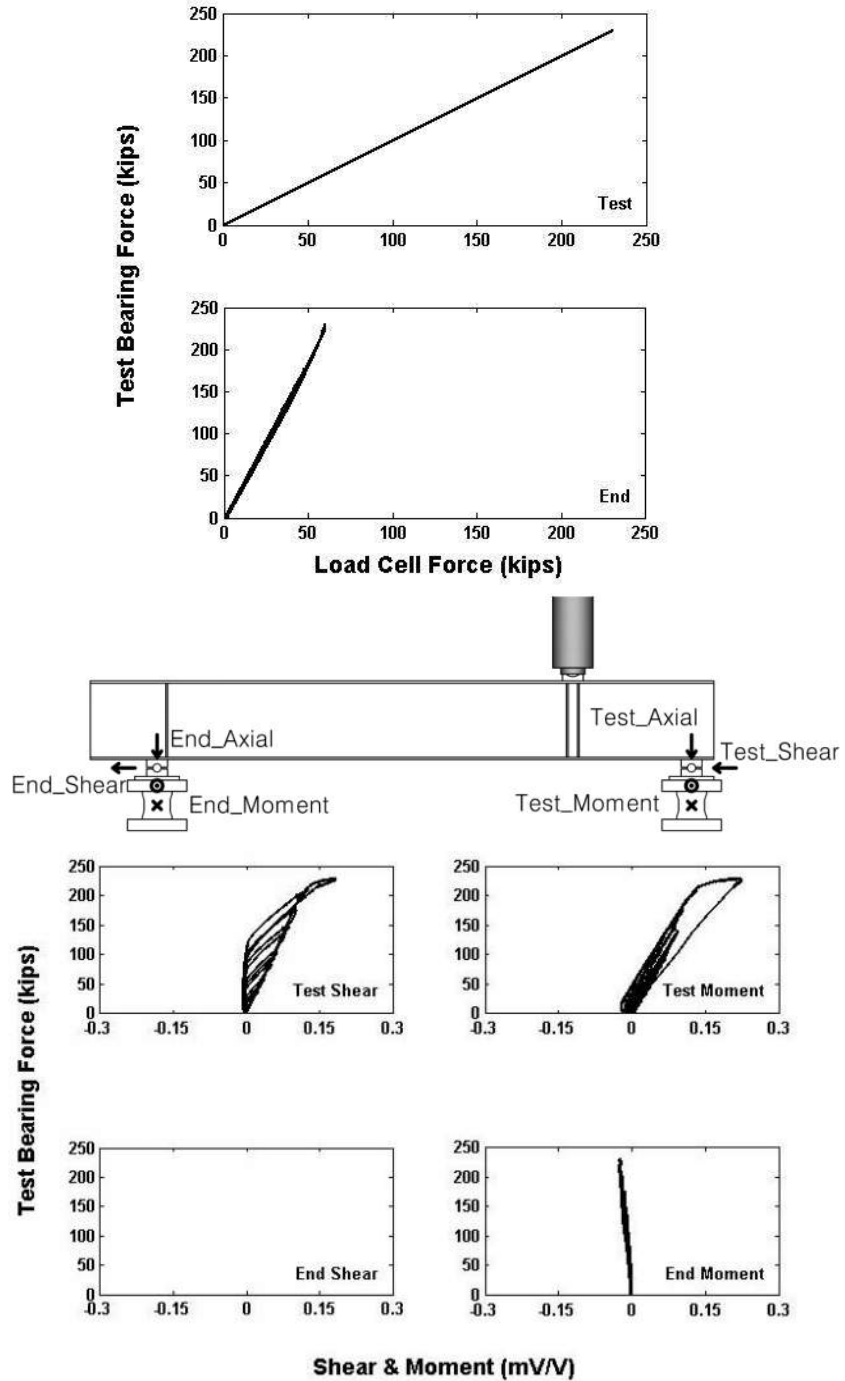 250
200
150
100
50
0
Test
0 50 100 150 200 250
250
200
150
100
50
0
End
0 50 100 150 200 250
Test Bearing Force (kips)
Load Cell Force (kips)
End_Axial
Test_Axial
Test_Shear
End_Shear
End_Moment
Test_Moment
250
200
150
100
50
0
Test Shear
-0.3 -0.15 0 0.15 0.3
250
200
150
100
50
0
Test Moment
-0.3 -0.15 0 0.15 0.3
Test Bearing Force (kips)
250
200
150
100
50
0
End Shear
-0.3 -0.15 0 0.15 0.3
250
200
150
100
50
0
End Moment
-0.3 -0.15 0 0.15 0.3
Shear & Moment (mV/V)